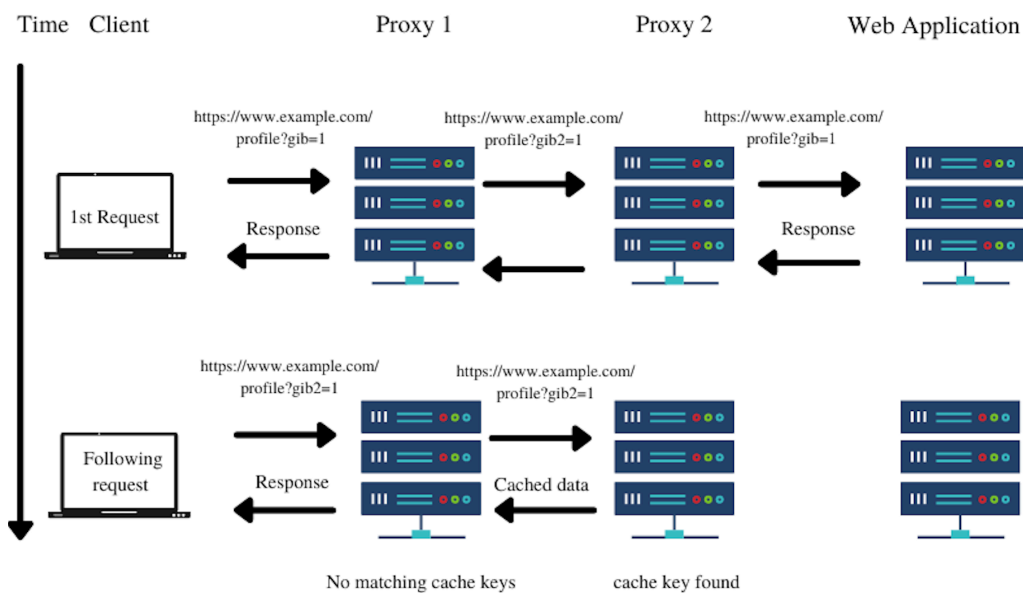 Time Client Proxy 1 Proxy 2 Web Application
https://www.example.com/
profile?gib=1
https://www.example.com/
profile?gib2=1
https://www.example.com/
profile?gib=1
1st Request
Response
Response
https://www.example.com/
profile?gib2=1
https://www.example.com/
profile?gib2=1
Following
request
Response
Cached data
No matching cache keys
cache key found